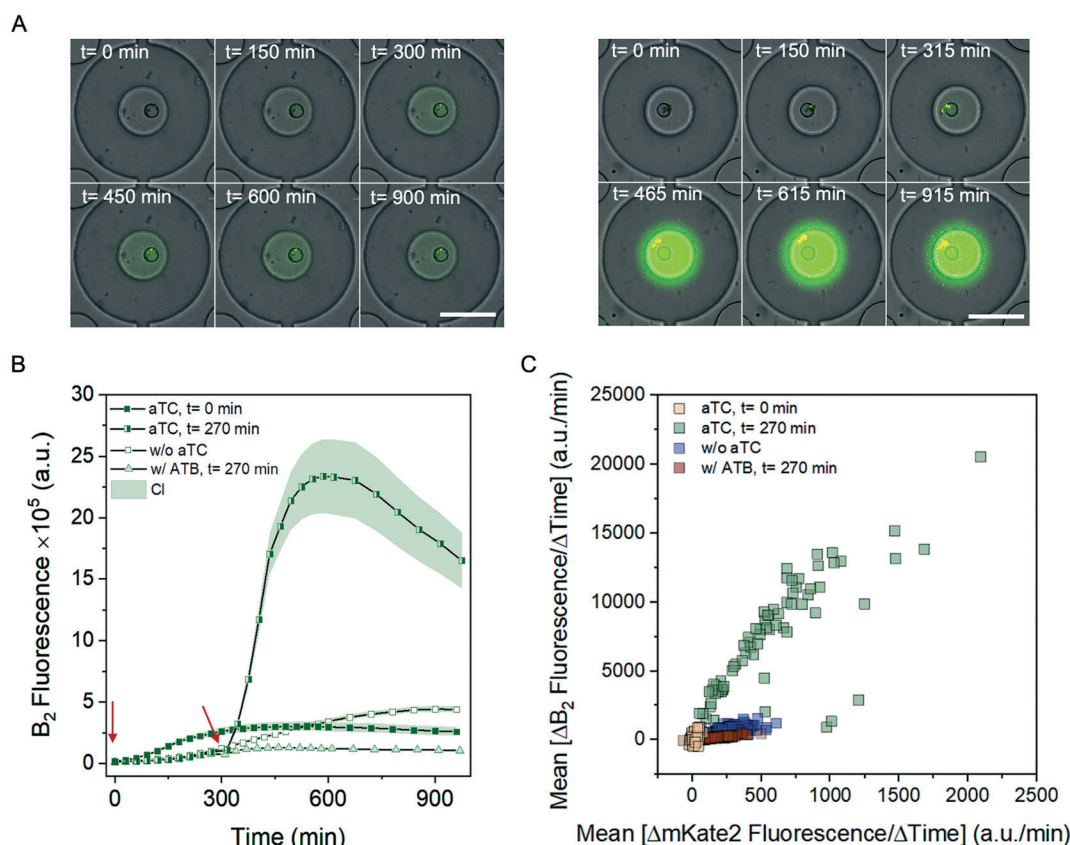 A
t= 0 min t= 150 min t= 300 min
t= 450 min t= 600 min t= 900 min
t= 0 min t= 150 min t= 315 min
t= 465 min t= 615 min t= 915 min
B
B₂ Fluorescence ×10⁵ (a.u.)
30
25
20
15
10
5
0
aTC, t= 0 min
aTC, t= 270 min
w/o aTC
w/ ATB, t= 270 min
CI
0 300 600 900
Time (min)
C
Mean [ΔB₂ Fluorescence/ΔTime] (a.u./min)
25000
20000
15000
10000
5000
0
aTC, t= 0 min
aTC, t= 270 min
w/o aTC
w/ ATB, t= 270 min
0 500 1000 1500 2000 2500
Mean [ΔmKate2 Fluorescence/ΔTime] (a.u./min)